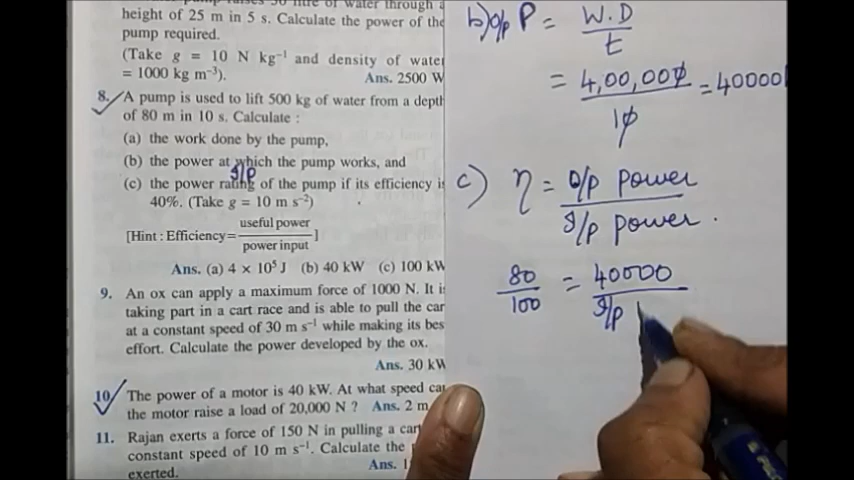 height of 25 m in 5 s. Calculate the power of the
pump required.
(Take g = 10 N kg⁻¹ and density of water
= 1000 kg m⁻³).
Ans. 2500 W
8. A pump is used to lift 500 kg of water from a depth
of 80 m in 10 s. Calculate :
(a) the work done by the pump,
(b) the power at which the pump works, and
I/P
(c) the power rating of the pump if its efficiency i
40%. (Take g = 10 m s⁻²)
[Hint : Efficiency = useful power / power input ]
Ans. (a) 4 × 10⁵ J (b) 40 kW (c) 100 kW
9. An ox can apply a maximum force of 1000 N. It i
taking part in a cart race and is able to pull the car
at a constant speed of 30 m s⁻¹ while making its bes
effort. Calculate the power developed by the ox.
Ans. 30 kW
10. The power of a motor is 40 kW. At what speed ca
the motor raise a load of 20,000 N ? Ans. 2 m
11. Rajan exerts a force of 150 N in pulling a car
constant speed of 10 m s⁻¹. Calculate the
exerted.
Ans. 1
b) O/P P = W.D / t
= 4,00,000 / 10 = 40000
c) η = O/P power / I/P power.
80 / 100 = 40000 / I/P